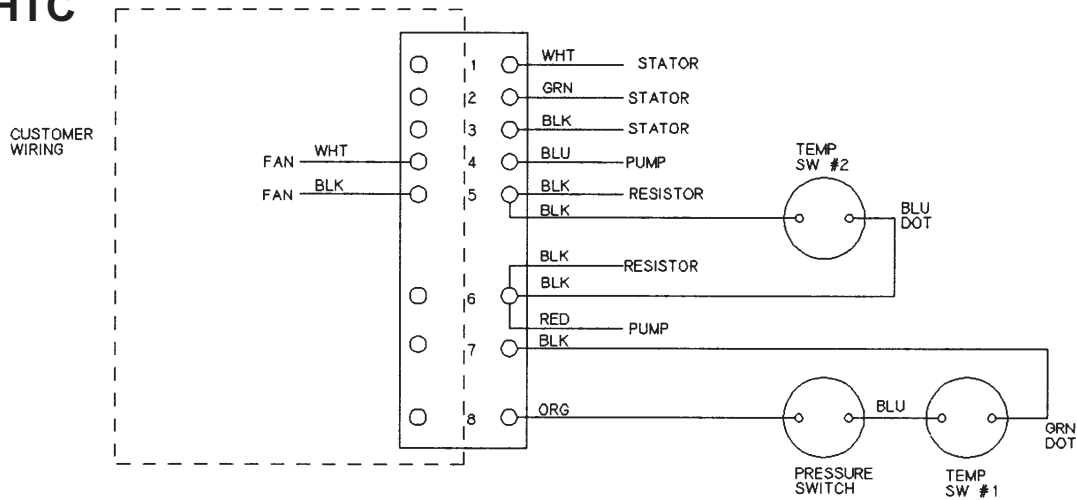 HTC
CUSTOMER
WIRING
FAN WHT
FAN BLK
1 WHT STATOR
2 GRN STATOR
3 BLK STATOR
4 BLU PUMP
5 BLK RESISTOR
BLK
TEMP
SW #2
BLU
DOT
BLK RESISTOR
6 BLK
RED PUMP
7 BLK
8 ORG
BLU
GRN
DOT
PRESSURE
SWITCH
TEMP
SW #1